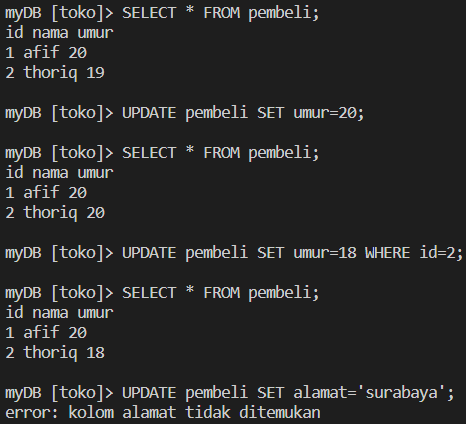 myDB [toko]> SELECT * FROM pembeli;
id nama umur
1 afif 20
2 thoriq 19
myDB [toko]> UPDATE pembeli SET umur=20;
myDB [toko]> SELECT * FROM pembeli;
id nama umur
1 afif 20
2 thoriq 20
myDB [toko]> UPDATE pembeli SET umur=18 WHERE id=2;
myDB [toko]> SELECT * FROM pembeli;
id nama umur
1 afif 20
2 thoriq 18
myDB [toko]> UPDATE pembeli SET alamat='surabaya';
error: kolom alamat tidak ditemukan